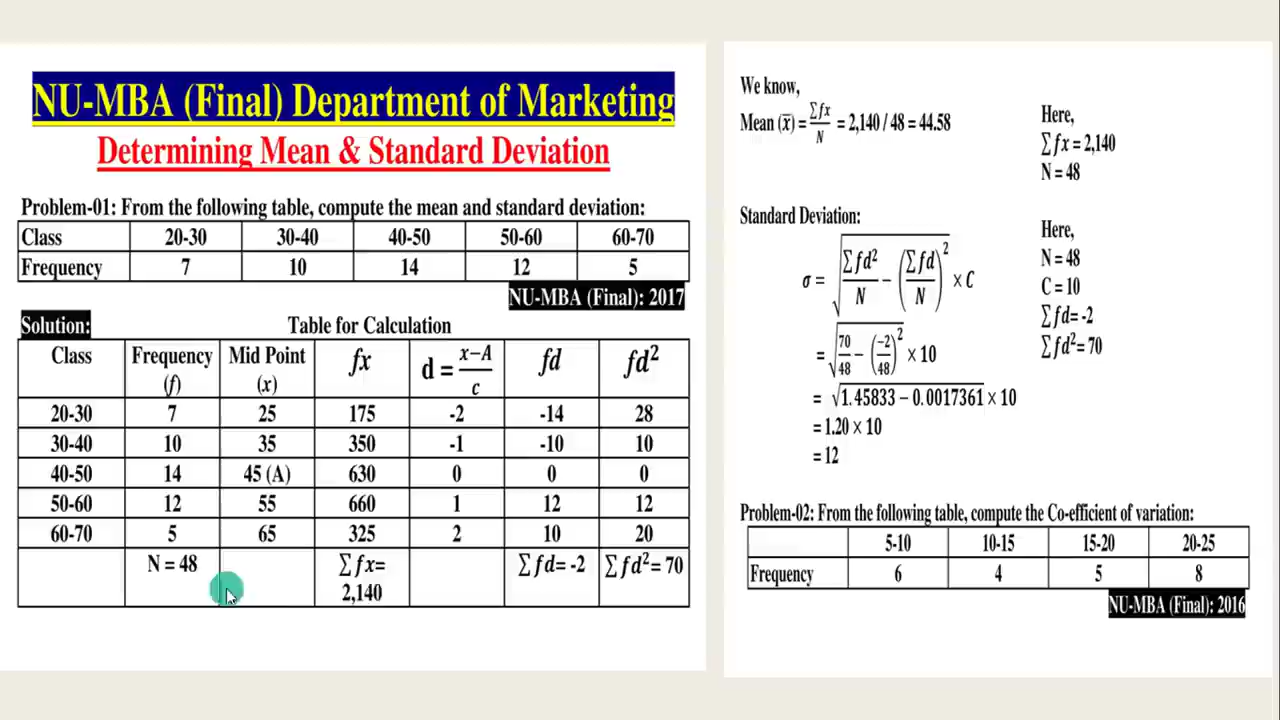 NU-MBA (Final) Department of Marketing
Determining Mean & Standard Deviation
Problem-01: From the following table, compute the mean and standard deviation:
Class 20-30 30-40 40-50 50-60 60-70
Frequency 7 10 14 12 5
NU-MBA (Final): 2017
Solution: Table for Calculation
Class Frequency (f) Mid Point (x) fx d = x−A / c fd fd²
20-30 7 25 175 -2 -14 28
30-40 10 35 350 -1 -10 10
40-50 14 45 (A) 630 0 0 0
50-60 12 55 660 1 12 12
60-70 5 65 325 2 10 20
N = 48 ∑fx= 2,140 ∑fd= -2 ∑fd²= 70
We know,
Mean (x̅) = ∑fx / N = 2,140 / 48 = 44.58
Here,
∑fx = 2,140
N = 48
Standard Deviation:
σ = √(∑fd² / N − (∑fd / N)²) × C
= √(70/48 − (−2/48)²) × 10
= √(1.45833 − 0.0017361) × 10
= 1.20 × 10
= 12
Here,
N = 48
C = 10
∑fd= -2
∑fd²= 70
Problem-02: From the following table, compute the Co-efficient of variation:
5-10 10-15 15-20 20-25
Frequency 6 4 5 8
NU-MBA (Final): 2016